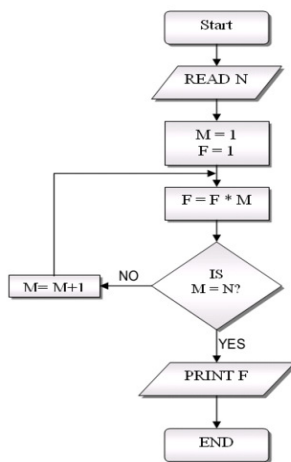 Start
READ N
M = 1
F = 1
F = F * M
IS
M = N?
NO
M= M+1
YES
PRINT F
END